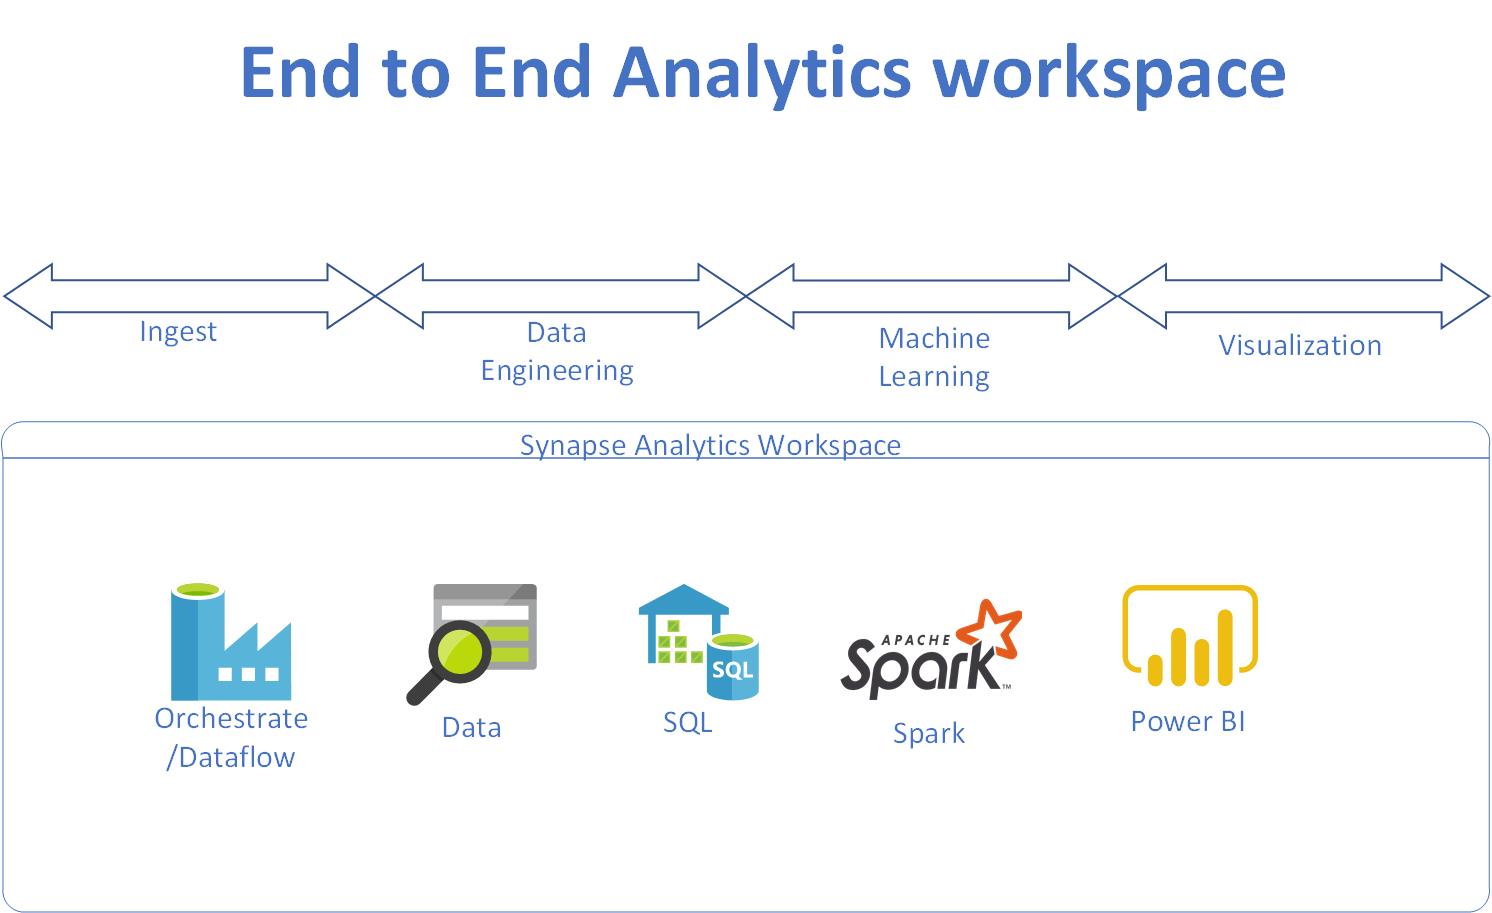 End to End Analytics workspace
Ingest
Data
Engineering
Machine
Learning
Visualization
Synapse Analytics Workspace
SQL
APACHE
Spark™
Orchestrate
/Dataflow
Data
SQL
Spark
Power BI